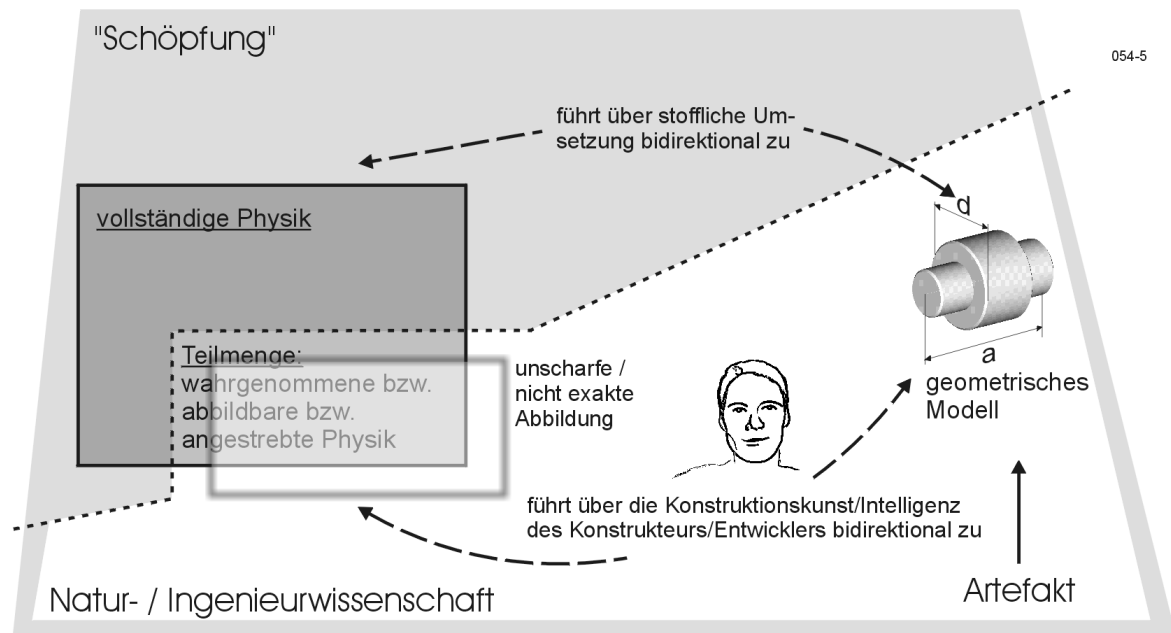 "Schöpfung"
054-5
führt über stoffliche Um-
setzung bidirektional zu
vollständige Physik
d
Teilmenge:
wahrgenommene bzw.
abbildbare bzw.
angestrebte Physik
unscharfe /
nicht exakte
Abbildung
a
geometrisches
Modell
führt über die Konstruktionskunst/Intelligenz
des Konstrukteurs/Entwicklers bidirektional zu
Natur- / Ingenieurwissenschaft
Artefakt